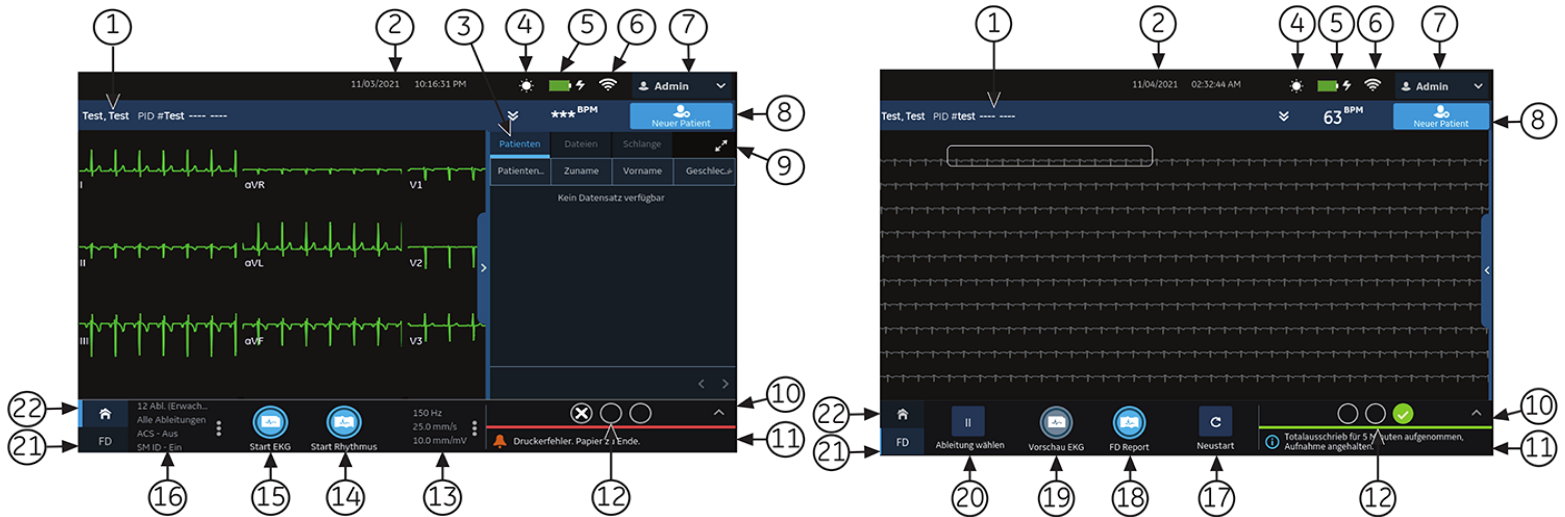 1 2 3 4 5 6 7
11/03/2021 10:16:31 PM Admin
Test, Test PID #Test ---- ---- *** BPM Neuer Patient
8
Patienten Dateien Schlange
9
Patienten.. Zuname Vorname Geschlec..
Kein Datensatz verfügbar
I aVR V1
II aVL V2
III aVF V3
22 12 Abl. (Erwach... 10
Alle Ableitungen 150 Hz
ACS - Aus 25.0 mm/s
21 FD SM ID - Ein Start EKG Start Rhythmus 10.0 mm/mV Druckerfehler. Papier zu Ende. 11
16 15 14 13 12
1 2 4 5 6 7
11/04/2021 02:32:44 AM Admin
Test, Test PID #test ---- ---- 63 BPM Neuer Patient
8
22 10
21 FD Ableitung wählen Vorschau EKG FD Report Neustart Totalausschrieb für 5 Minuten aufgenommen, 11
Aufnahme angehalten.
20 19 18 17 12